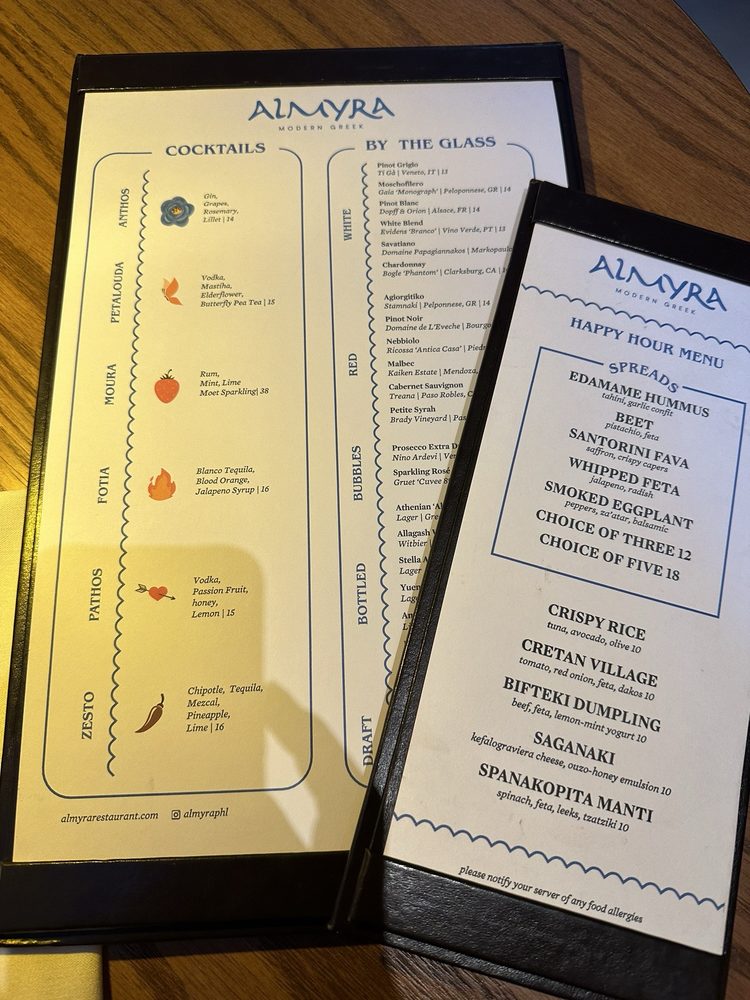 ALMYRA
MODERN GREEK
COCKTAILS
ANTHOS
Gin,
Grapes,
Rosemary,
Lillet | 14
PETALOUDA
Vodka,
Mastiha,
Elderflower,
Butterfly Pea Tea | 15
MOURA
Rum,
Mint, Lime
Moet Sparkling| 38
FOTIA
Blanco Tequila,
Blood Orange,
Jalapeno Syrup | 16
PATHOS
Vodka,
Passion Fruit,
honey,
Lemon | 15
ZESTO
Chipotle, Tequila,
Mezcal,
Pineapple,
Lime | 16
BY THE GLASS
WHITE
Pinot Grigio
Ti Gà | Veneto, IT | 13
Moschofilero
Gaia 'Monograph' | Peloponnese, GR | 14
Pinot Blanc
Dopff & Orion | Alsace, FR | 14
White Blend
Evidens 'Branco' | Vino Verde, PT | 13
Savatiano
Domaine Papagiannakos | Markopoulo
Chardonnay
Bogle 'Phantom' | Clarksburg, CA |
RED
Agiorgitiko
Stamnaki | Pelponnese, GR | 14
Pinot Noir
Domaine de L'Eveche | Bourgo
Nebbiolo
Ricossa 'Antica Casa' | Pied
Malbec
Kaiken Estate | Mendoza,
Cabernet Sauvignon
Treana | Paso Robles, C
Petite Syrah
Brady Vineyard | Pas
BUBBLES
Prosecco Extra D
Nino Ardevi | Ve
Sparkling Rosé
Gruet 'Cuvee
BOTTLED
Athenian 'Al
Lager | Gre
Allagash
Witbier |
Stella A
Lager
Yuen
Lag
An
DRAFT
almyrarestaurant.com
almyraphl
ALMYRA
MODERN GREEK
HAPPY HOUR MENU
SPREADS
EDAMAME HUMMUS
tahini, garlic confit
BEET
pistachio, feta
SANTORINI FAVA
saffron, crispy capers
WHIPPED FETA
jalapeno, radish
SMOKED EGGPLANT
peppers, za'atar, balsamic
CHOICE OF THREE 12
CHOICE OF FIVE 18
CRISPY RICE
tuna, avocado, olive 10
CRETAN VILLAGE
tomato, red onion, feta, dakos 10
BIFTEKI DUMPLING
beef, feta, lemon-mint yogurt 10
SAGANAKI
kefalograviera cheese, ouzo-honey emulsion 10
SPANAKOPITA MANTI
spinach, feta, leeks, tzatziki 10
please notify your server of any food allergies